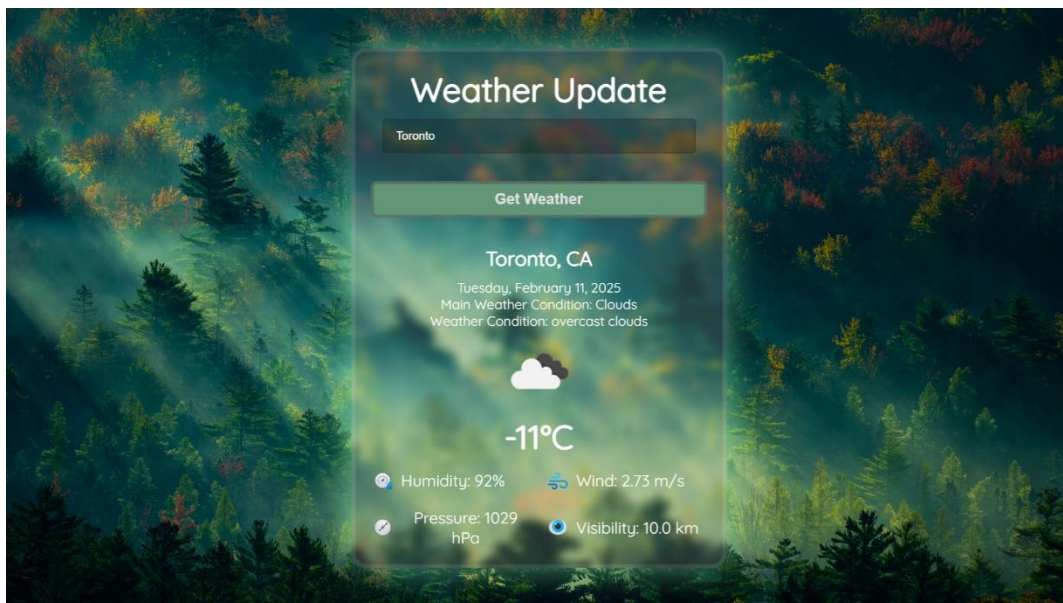 Weather Update
Toronto
Get Weather
Toronto, CA
Tuesday, February 11, 2025
Main Weather Condition: Clouds
Weather Condition: overcast clouds
-11°C
Humidity: 92%
Wind: 2.73 m/s
Pressure: 1029
hPa
Visibility: 10.0 km